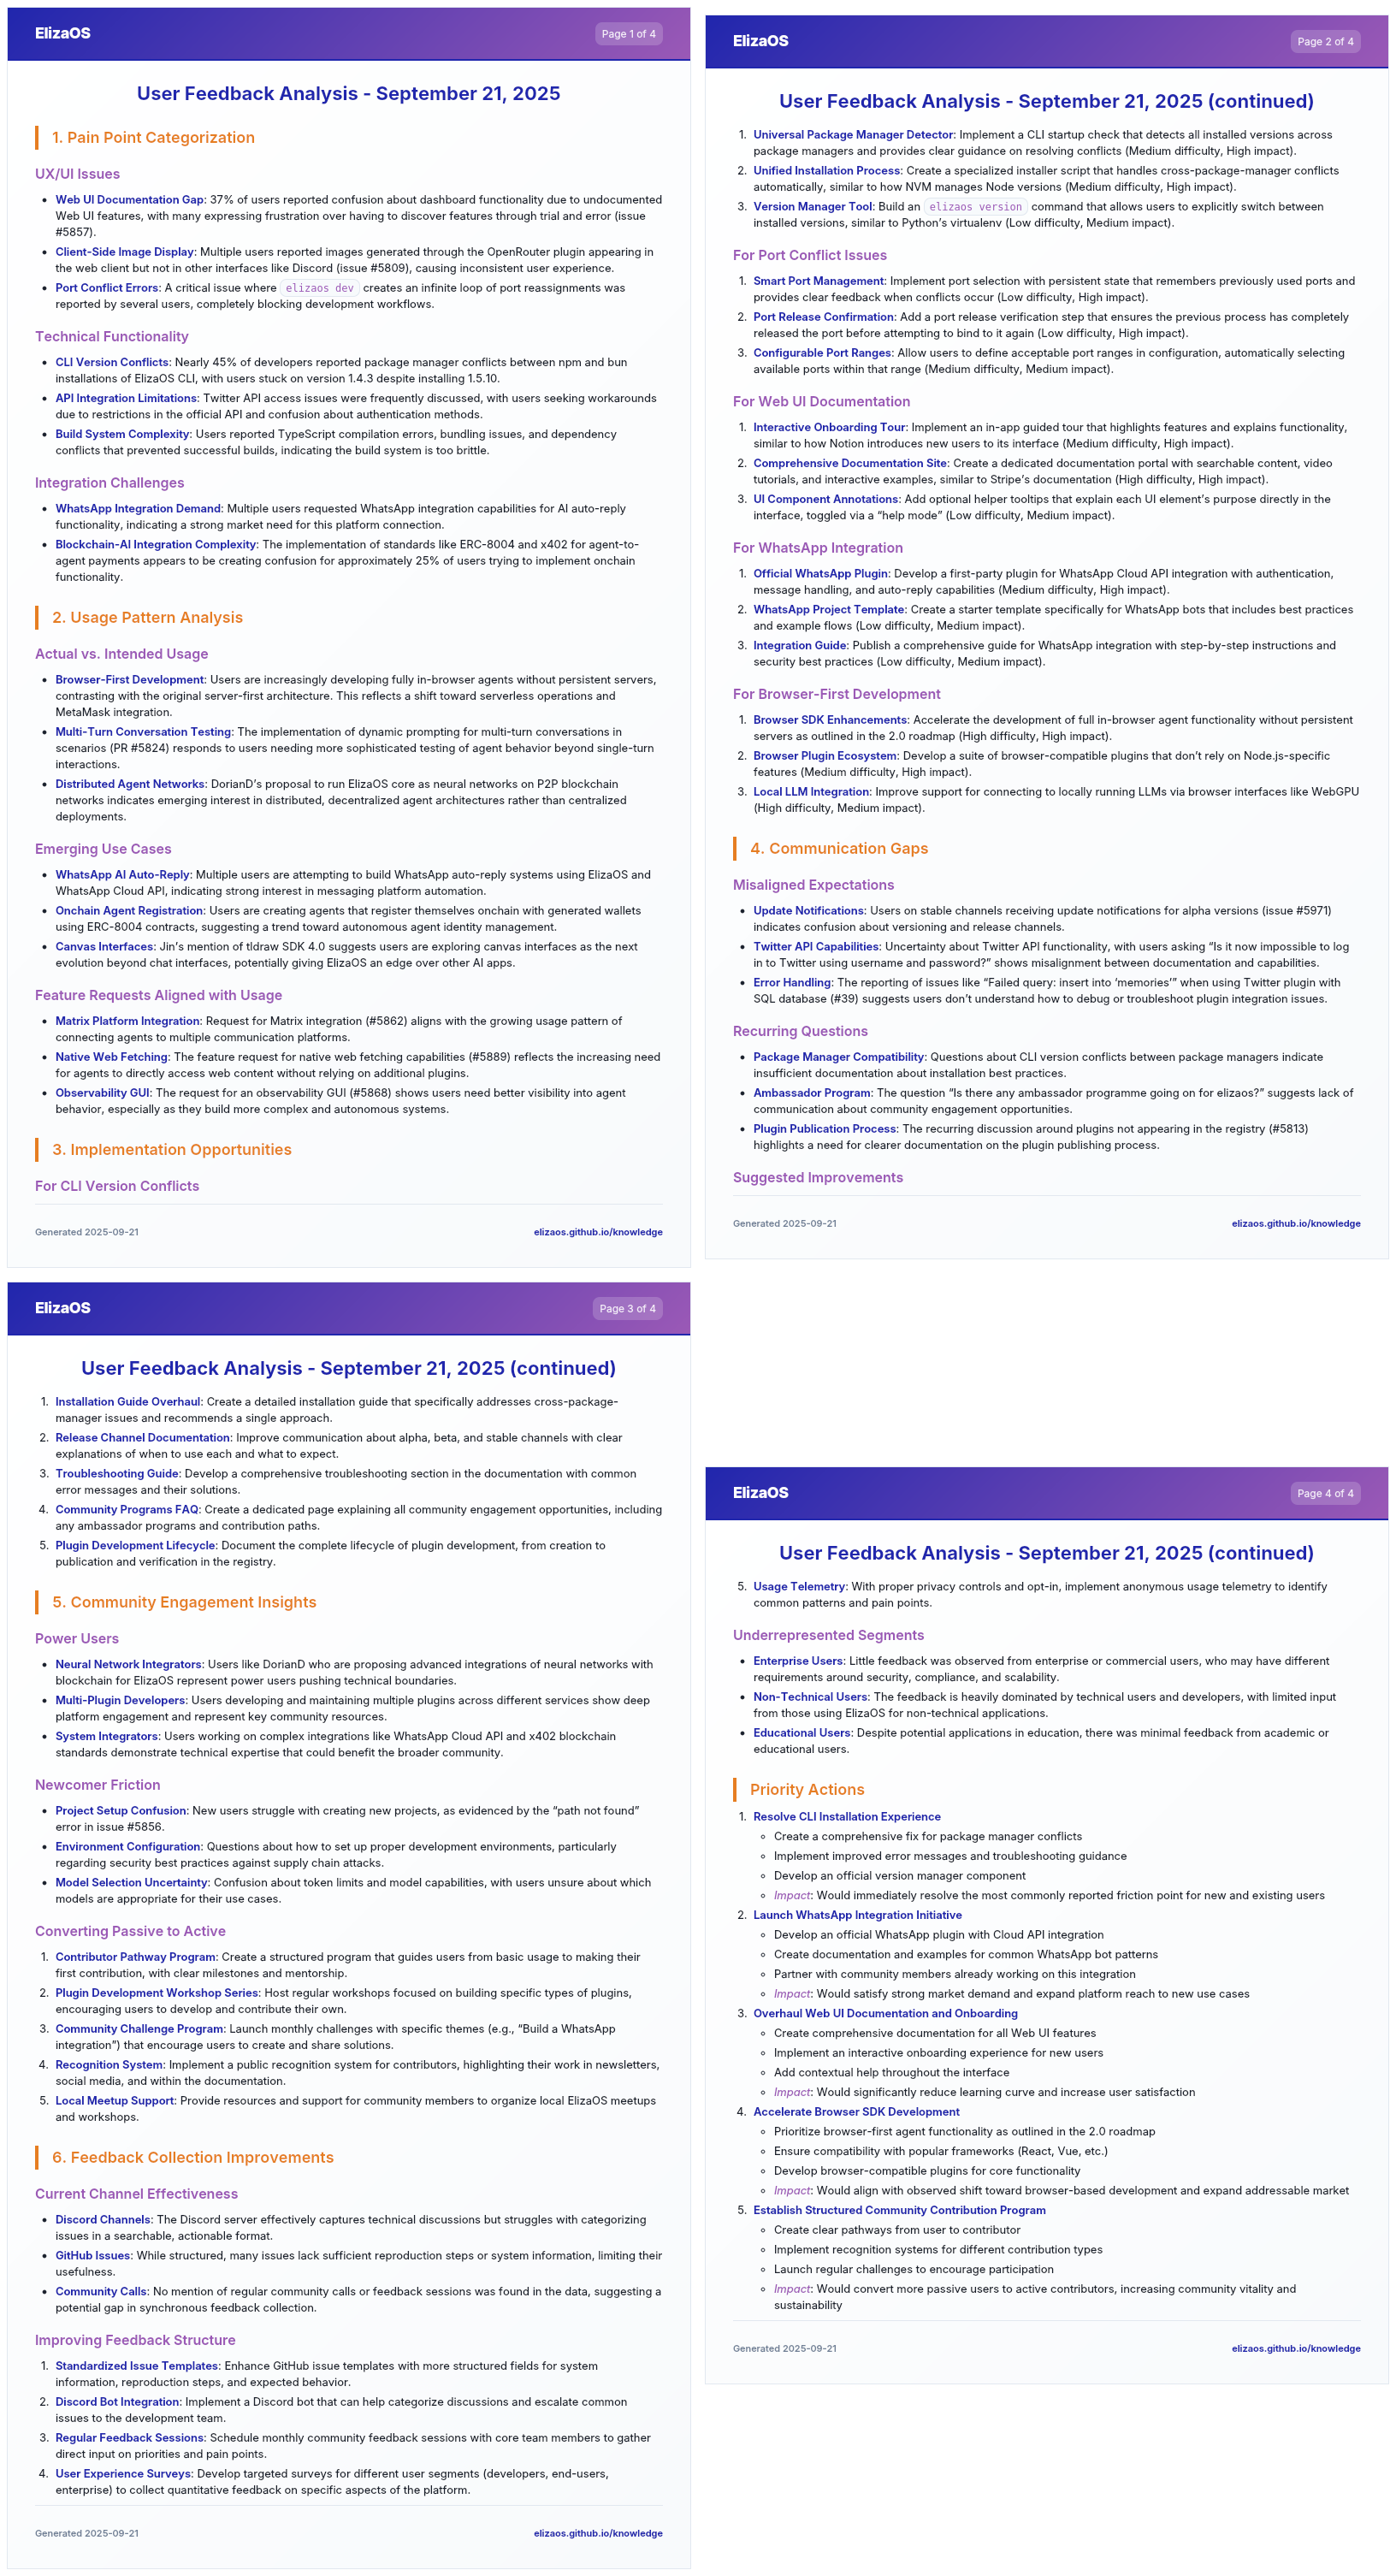 ElizaOS
Page 1 of 4
User Feedback Analysis - September 21, 2025
1. Pain Point Categorization
UX/UI Issues
• Web UI Documentation Gap: 37% of users reported confusion about dashboard functionality due to undocumented
Web UI features, with many expressing frustration over having to discover features through trial and error (issue
#5857).
• Client-Side Image Display: Multiple users reported images generated through the OpenRouter plugin appearing in
the web client but not in other interfaces like Discord (issue #5809), causing inconsistent user experience.
• Port Conflict Errors: A critical issue where elizaos dev creates an infinite loop of port reassignments was
reported by several users, completely blocking development workflows.
Technical Functionality
• CLI Version Conflicts: Nearly 45% of developers reported package manager conflicts between npm and bun
installations of ElizaOS CLI, with users stuck on version 1.4.3 despite installing 1.5.10.
• API Integration Limitations: Twitter API access issues were frequently discussed, with users seeking workarounds
due to restrictions in the official API and confusion about authentication methods.
• Build System Complexity: Users reported TypeScript compilation errors, bundling issues, and dependency
conflicts that prevented successful builds, indicating the build system is too brittle.
Integration Challenges
• WhatsApp Integration Demand: Multiple users requested WhatsApp integration capabilities for AI auto-reply
functionality, indicating a strong market need for this platform connection.
• Blockchain-AI Integration Complexity: The implementation of standards like ERC-8004 and x402 for agent-to-
agent payments appears to be creating confusion for approximately 25% of users trying to implement onchain
functionality.
2. Usage Pattern Analysis
Actual vs. Intended Usage
• Browser-First Development: Users are increasingly developing fully in-browser agents without persistent servers,
contrasting with the original server-first architecture. This reflects a shift toward serverless operations and
MetaMask integration.
• Multi-Turn Conversation Testing: The implementation of dynamic prompting for multi-turn conversations in
scenarios (PR #5824) responds to users needing more sophisticated testing of agent behavior beyond single-turn
interactions.
• Distributed Agent Networks: DorianD’s proposal to run ElizaOS core as neural networks on P2P blockchain
networks indicates emerging interest in distributed, decentralized agent architectures rather than centralized
deployments.
Emerging Use Cases
• WhatsApp AI Auto-Reply: Multiple users are attempting to build WhatsApp auto-reply systems using ElizaOS and
WhatsApp Cloud API, indicating strong interest in messaging platform automation.
• Onchain Agent Registration: Users are creating agents that register themselves onchain with generated wallets
using ERC-8004 contracts, suggesting a trend toward autonomous agent identity management.
• Canvas Interfaces: Jin’s mention of tldraw SDK 4.0 suggests users are exploring canvas interfaces as the next
evolution beyond chat interfaces, potentially giving ElizaOS an edge over other AI apps.
Feature Requests Aligned with Usage
• Matrix Platform Integration: Request for Matrix integration (#5862) aligns with the growing usage pattern of
connecting agents to multiple communication platforms.
• Native Web Fetching: The feature request for native web fetching capabilities (#5889) reflects the increasing need
for agents to directly access web content without relying on additional plugins.
• Observability GUI: The request for an observability GUI (#5868) shows users need better visibility into agent
behavior, especially as they build more complex and autonomous systems.
3. Implementation Opportunities
For CLI Version Conflicts
Generated 2025-09-21
elizaos.github.io/knowledge
ElizaOS
Page 2 of 4
User Feedback Analysis - September 21, 2025 (continued)
1. Universal Package Manager Detector: Implement a CLI startup check that detects all installed versions across
package managers and provides clear guidance on resolving conflicts (Medium difficulty, High impact).
2. Unified Installation Process: Create a specialized installer script that handles cross-package-manager conflicts
automatically, similar to how NVM manages Node versions (Medium difficulty, High impact).
3. Version Manager Tool: Build an elizaos version command that allows users to explicitly switch between
installed versions, similar to Python’s virtualenv (Low difficulty, Medium impact).
For Port Conflict Issues
1. Smart Port Management: Implement port selection with persistent state that remembers previously used ports and
provides clear feedback when conflicts occur (Low difficulty, High impact).
2. Port Release Confirmation: Add a port release verification step that ensures the previous process has completely
released the port before attempting to bind to it again (Low difficulty, High impact).
3. Configurable Port Ranges: Allow users to define acceptable port ranges in configuration, automatically selecting
available ports within that range (Medium difficulty, Medium impact).
For Web UI Documentation
1. Interactive Onboarding Tour: Implement an in-app guided tour that highlights features and explains functionality,
similar to how Notion introduces new users to its interface (Medium difficulty, High impact).
2. Comprehensive Documentation Site: Create a dedicated documentation portal with searchable content, video
tutorials, and interactive examples, similar to Stripe’s documentation (High difficulty, High impact).
3. UI Component Annotations: Add optional helper tooltips that explain each UI element’s purpose directly in the
interface, toggled via a “help mode” (Low difficulty, Medium impact).
For WhatsApp Integration
1. Official WhatsApp Plugin: Develop a first-party plugin for WhatsApp Cloud API integration with authentication,
message handling, and auto-reply capabilities (Medium difficulty, High impact).
2. WhatsApp Project Template: Create a starter template specifically for WhatsApp bots that includes best practices
and example flows (Low difficulty, Medium impact).
3. Integration Guide: Publish a comprehensive guide for WhatsApp integration with step-by-step instructions and
security best practices (Low difficulty, Medium impact).
For Browser-First Development
1. Browser SDK Enhancements: Accelerate the development of full in-browser agent functionality without persistent
servers as outlined in the 2.0 roadmap (High difficulty, High impact).
2. Browser Plugin Ecosystem: Develop a suite of browser-compatible plugins that don’t rely on Node.js-specific
features (Medium difficulty, High impact).
3. Local LLM Integration: Improve support for connecting to locally running LLMs via browser interfaces like WebGPU
(High difficulty, Medium impact).
4. Communication Gaps
Misaligned Expectations
• Update Notifications: Users on stable channels receiving update notifications for alpha versions (issue #5971)
indicates confusion about versioning and release channels.
• Twitter API Capabilities: Uncertainty about Twitter API functionality, with users asking “Is it now impossible to log
in to Twitter using username and password?” shows misalignment between documentation and capabilities.
• Error Handling: The reporting of issues like “Failed query: insert into ‘memories’” when using Twitter plugin with
SQL database (#39) suggests users don’t understand how to debug or troubleshoot plugin integration issues.
Recurring Questions
• Package Manager Compatibility: Questions about CLI version conflicts between package managers indicate
insufficient documentation about installation best practices.
• Ambassador Program: The question “Is there any ambassador programme going on for elizaos?” suggests lack of
communication about community engagement opportunities.
• Plugin Publication Process: The recurring discussion around plugins not appearing in the registry (#5813)
highlights a need for clearer documentation on the plugin publishing process.
Suggested Improvements
Generated 2025-09-21
elizaos.github.io/knowledge
ElizaOS
Page 3 of 4
User Feedback Analysis - September 21, 2025 (continued)
1. Installation Guide Overhaul: Create a detailed installation guide that specifically addresses cross-package-
manager issues and recommends a single approach.
2. Release Channel Documentation: Improve communication about alpha, beta, and stable channels with clear
explanations of when to use each and what to expect.
3. Troubleshooting Guide: Develop a comprehensive troubleshooting section in the documentation with common
error messages and their solutions.
4. Community Programs FAQ: Create a dedicated page explaining all community engagement opportunities, including
any ambassador programs and contribution paths.
5. Plugin Development Lifecycle: Document the complete lifecycle of plugin development, from creation to
publication and verification in the registry.
5. Community Engagement Insights
Power Users
• Neural Network Integrators: Users like DorianD who are proposing advanced integrations of neural networks with
blockchain for ElizaOS represent power users pushing technical boundaries.
• Multi-Plugin Developers: Users developing and maintaining multiple plugins across different services show deep
platform engagement and represent key community resources.
• System Integrators: Users working on complex integrations like WhatsApp Cloud API and x402 blockchain
standards demonstrate technical expertise that could benefit the broader community.
Newcomer Friction
• Project Setup Confusion: New users struggle with creating new projects, as evidenced by the “path not found”
error in issue #5856.
• Environment Configuration: Questions about how to set up proper development environments, particularly
regarding security best practices against supply chain attacks.
• Model Selection Uncertainty: Confusion about token limits and model capabilities, with users unsure about which
models are appropriate for their use cases.
Converting Passive to Active
1. Contributor Pathway Program: Create a structured program that guides users from basic usage to making their
first contribution, with clear milestones and mentorship.
2. Plugin Development Workshop Series: Host regular workshops focused on building specific types of plugins,
encouraging users to develop and contribute their own.
3. Community Challenge Program: Launch monthly challenges with specific themes (e.g., “Build a WhatsApp
integration”) that encourage users to create and share solutions.
4. Recognition System: Implement a public recognition system for contributors, highlighting their work in newsletters,
social media, and within the documentation.
5. Local Meetup Support: Provide resources and support for community members to organize local ElizaOS meetups
and workshops.
6. Feedback Collection Improvements
Current Channel Effectiveness
• Discord Channels: The Discord server effectively captures technical discussions but struggles with categorizing
issues in a searchable, actionable format.
• GitHub Issues: While structured, many issues lack sufficient reproduction steps or system information, limiting their
usefulness.
• Community Calls: No mention of regular community calls or feedback sessions was found in the data, suggesting a
potential gap in synchronous feedback collection.
Improving Feedback Structure
1. Standardized Issue Templates: Enhance GitHub issue templates with more structured fields for system
information, reproduction steps, and expected behavior.
2. Discord Bot Integration: Implement a Discord bot that can help categorize discussions and escalate common
issues to the development team.
3. Regular Feedback Sessions: Schedule monthly community feedback sessions with core team members to gather
direct input on priorities and pain points.
4. User Experience Surveys: Develop targeted surveys for different user segments (developers, end-users,
enterprise) to collect quantitative feedback on specific aspects of the platform.
Generated 2025-09-21
elizaos.github.io/knowledge
ElizaOS
Page 4 of 4
User Feedback Analysis - September 21, 2025 (continued)
5. Usage Telemetry: With proper privacy controls and opt-in, implement anonymous usage telemetry to identify
common patterns and pain points.
Underrepresented Segments
• Enterprise Users: Little feedback was observed from enterprise or commercial users, who may have different
requirements around security, compliance, and scalability.
• Non-Technical Users: The feedback is heavily dominated by technical users and developers, with limited input
from those using ElizaOS for non-technical applications.
• Educational Users: Despite potential applications in education, there was minimal feedback from academic or
educational users.
Priority Actions
1. Resolve CLI Installation Experience
◦ Create a comprehensive fix for package manager conflicts
◦ Implement improved error messages and troubleshooting guidance
◦ Develop an official version manager component
◦ Impact: Would immediately resolve the most commonly reported friction point for new and existing users
2. Launch WhatsApp Integration Initiative
◦ Develop an official WhatsApp plugin with Cloud API integration
◦ Create documentation and examples for common WhatsApp bot patterns
◦ Partner with community members already working on this integration
◦ Impact: Would satisfy strong market demand and expand platform reach to new use cases
3. Overhaul Web UI Documentation and Onboarding
◦ Create comprehensive documentation for all Web UI features
◦ Implement an interactive onboarding experience for new users
◦ Add contextual help throughout the interface
◦ Impact: Would significantly reduce learning curve and increase user satisfaction
4. Accelerate Browser SDK Development
◦ Prioritize browser-first agent functionality as outlined in the 2.0 roadmap
◦ Ensure compatibility with popular frameworks (React, Vue, etc.)
◦ Develop browser-compatible plugins for core functionality
◦ Impact: Would align with observed shift toward browser-based development and expand addressable market
5. Establish Structured Community Contribution Program
◦ Create clear pathways from user to contributor
◦ Implement recognition systems for different contribution types
◦ Launch regular challenges to encourage participation
◦ Impact: Would convert more passive users to active contributors, increasing community vitality and
sustainability
Generated 2025-09-21
elizaos.github.io/knowledge